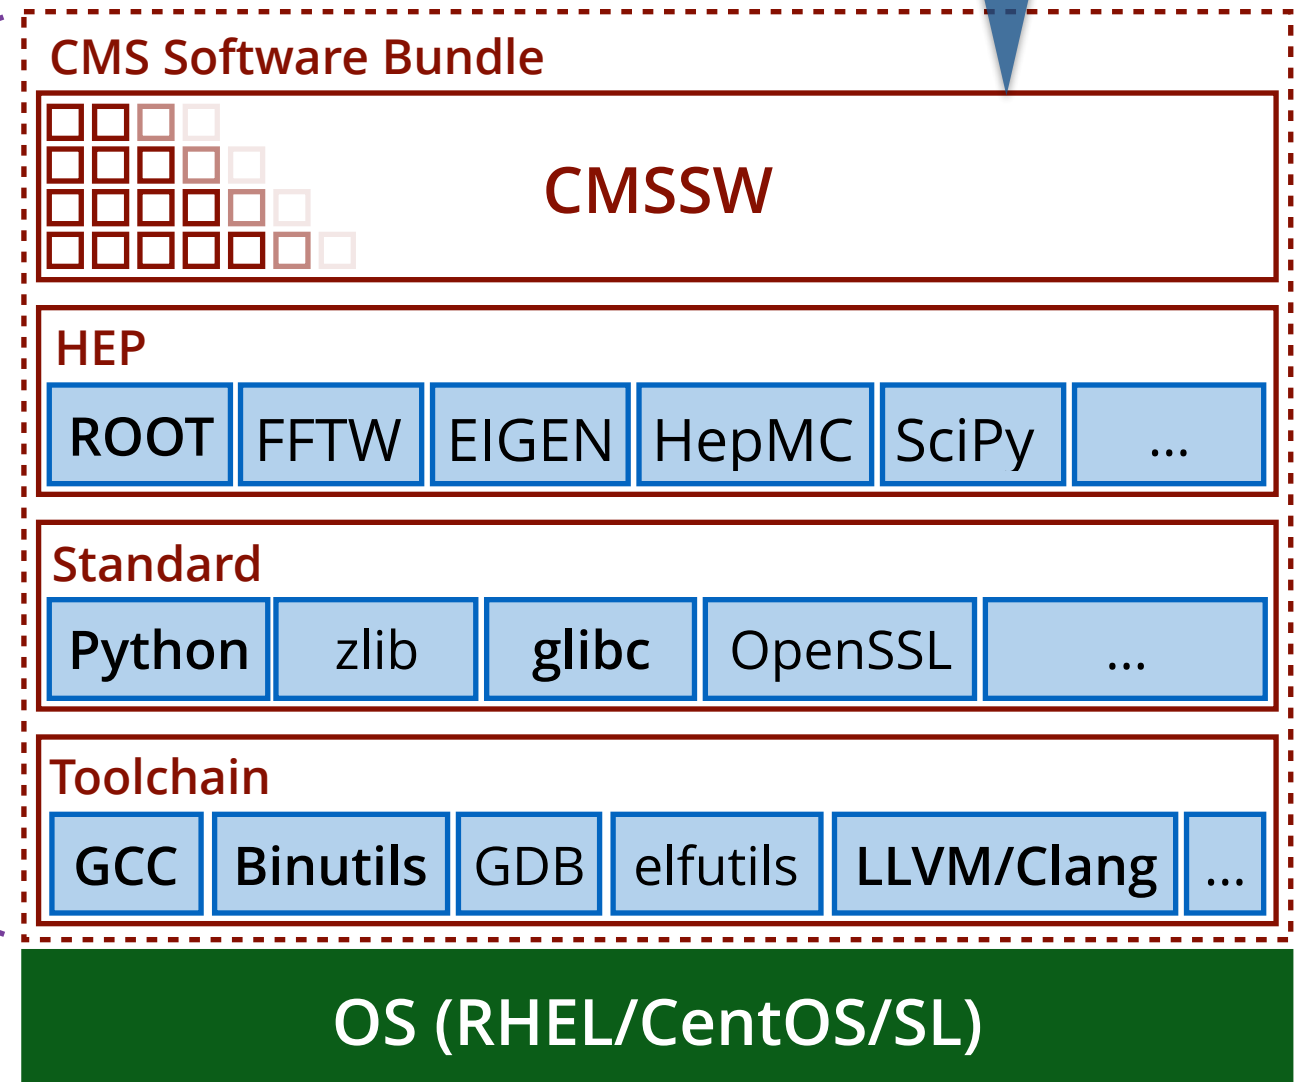 CMS Software Bundle
CMSSW
HEP
ROOT FFTW EIGEN HepMC SciPy ...
Standard
Python zlib glibc OpenSSL ...
Toolchain
GCC Binutils GDB elfutils LLVM/Clang ...
OS (RHEL/CentOS/SL)